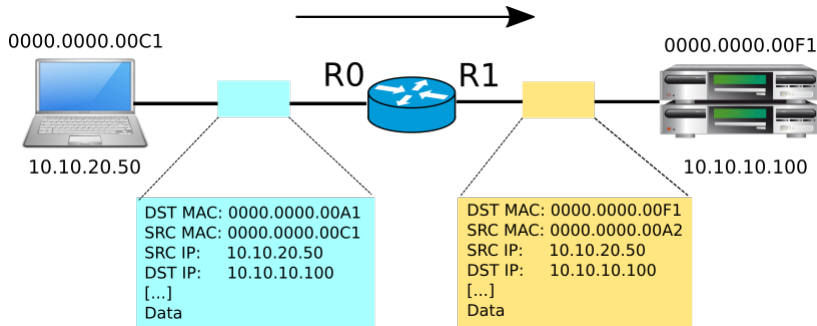 0000.0000.00C1
0000.0000.00F1
R0
R1
10.10.20.50
10.10.10.100
DST MAC: 0000.0000.00A1
SRC MAC: 0000.0000.00C1
SRC IP: 10.10.20.50
DST IP: 10.10.10.100
[...]
Data
DST MAC: 0000.0000.00F1
SRC MAC: 0000.0000.00A2
SRC IP: 10.10.20.50
DST IP: 10.10.10.100
[...]
Data